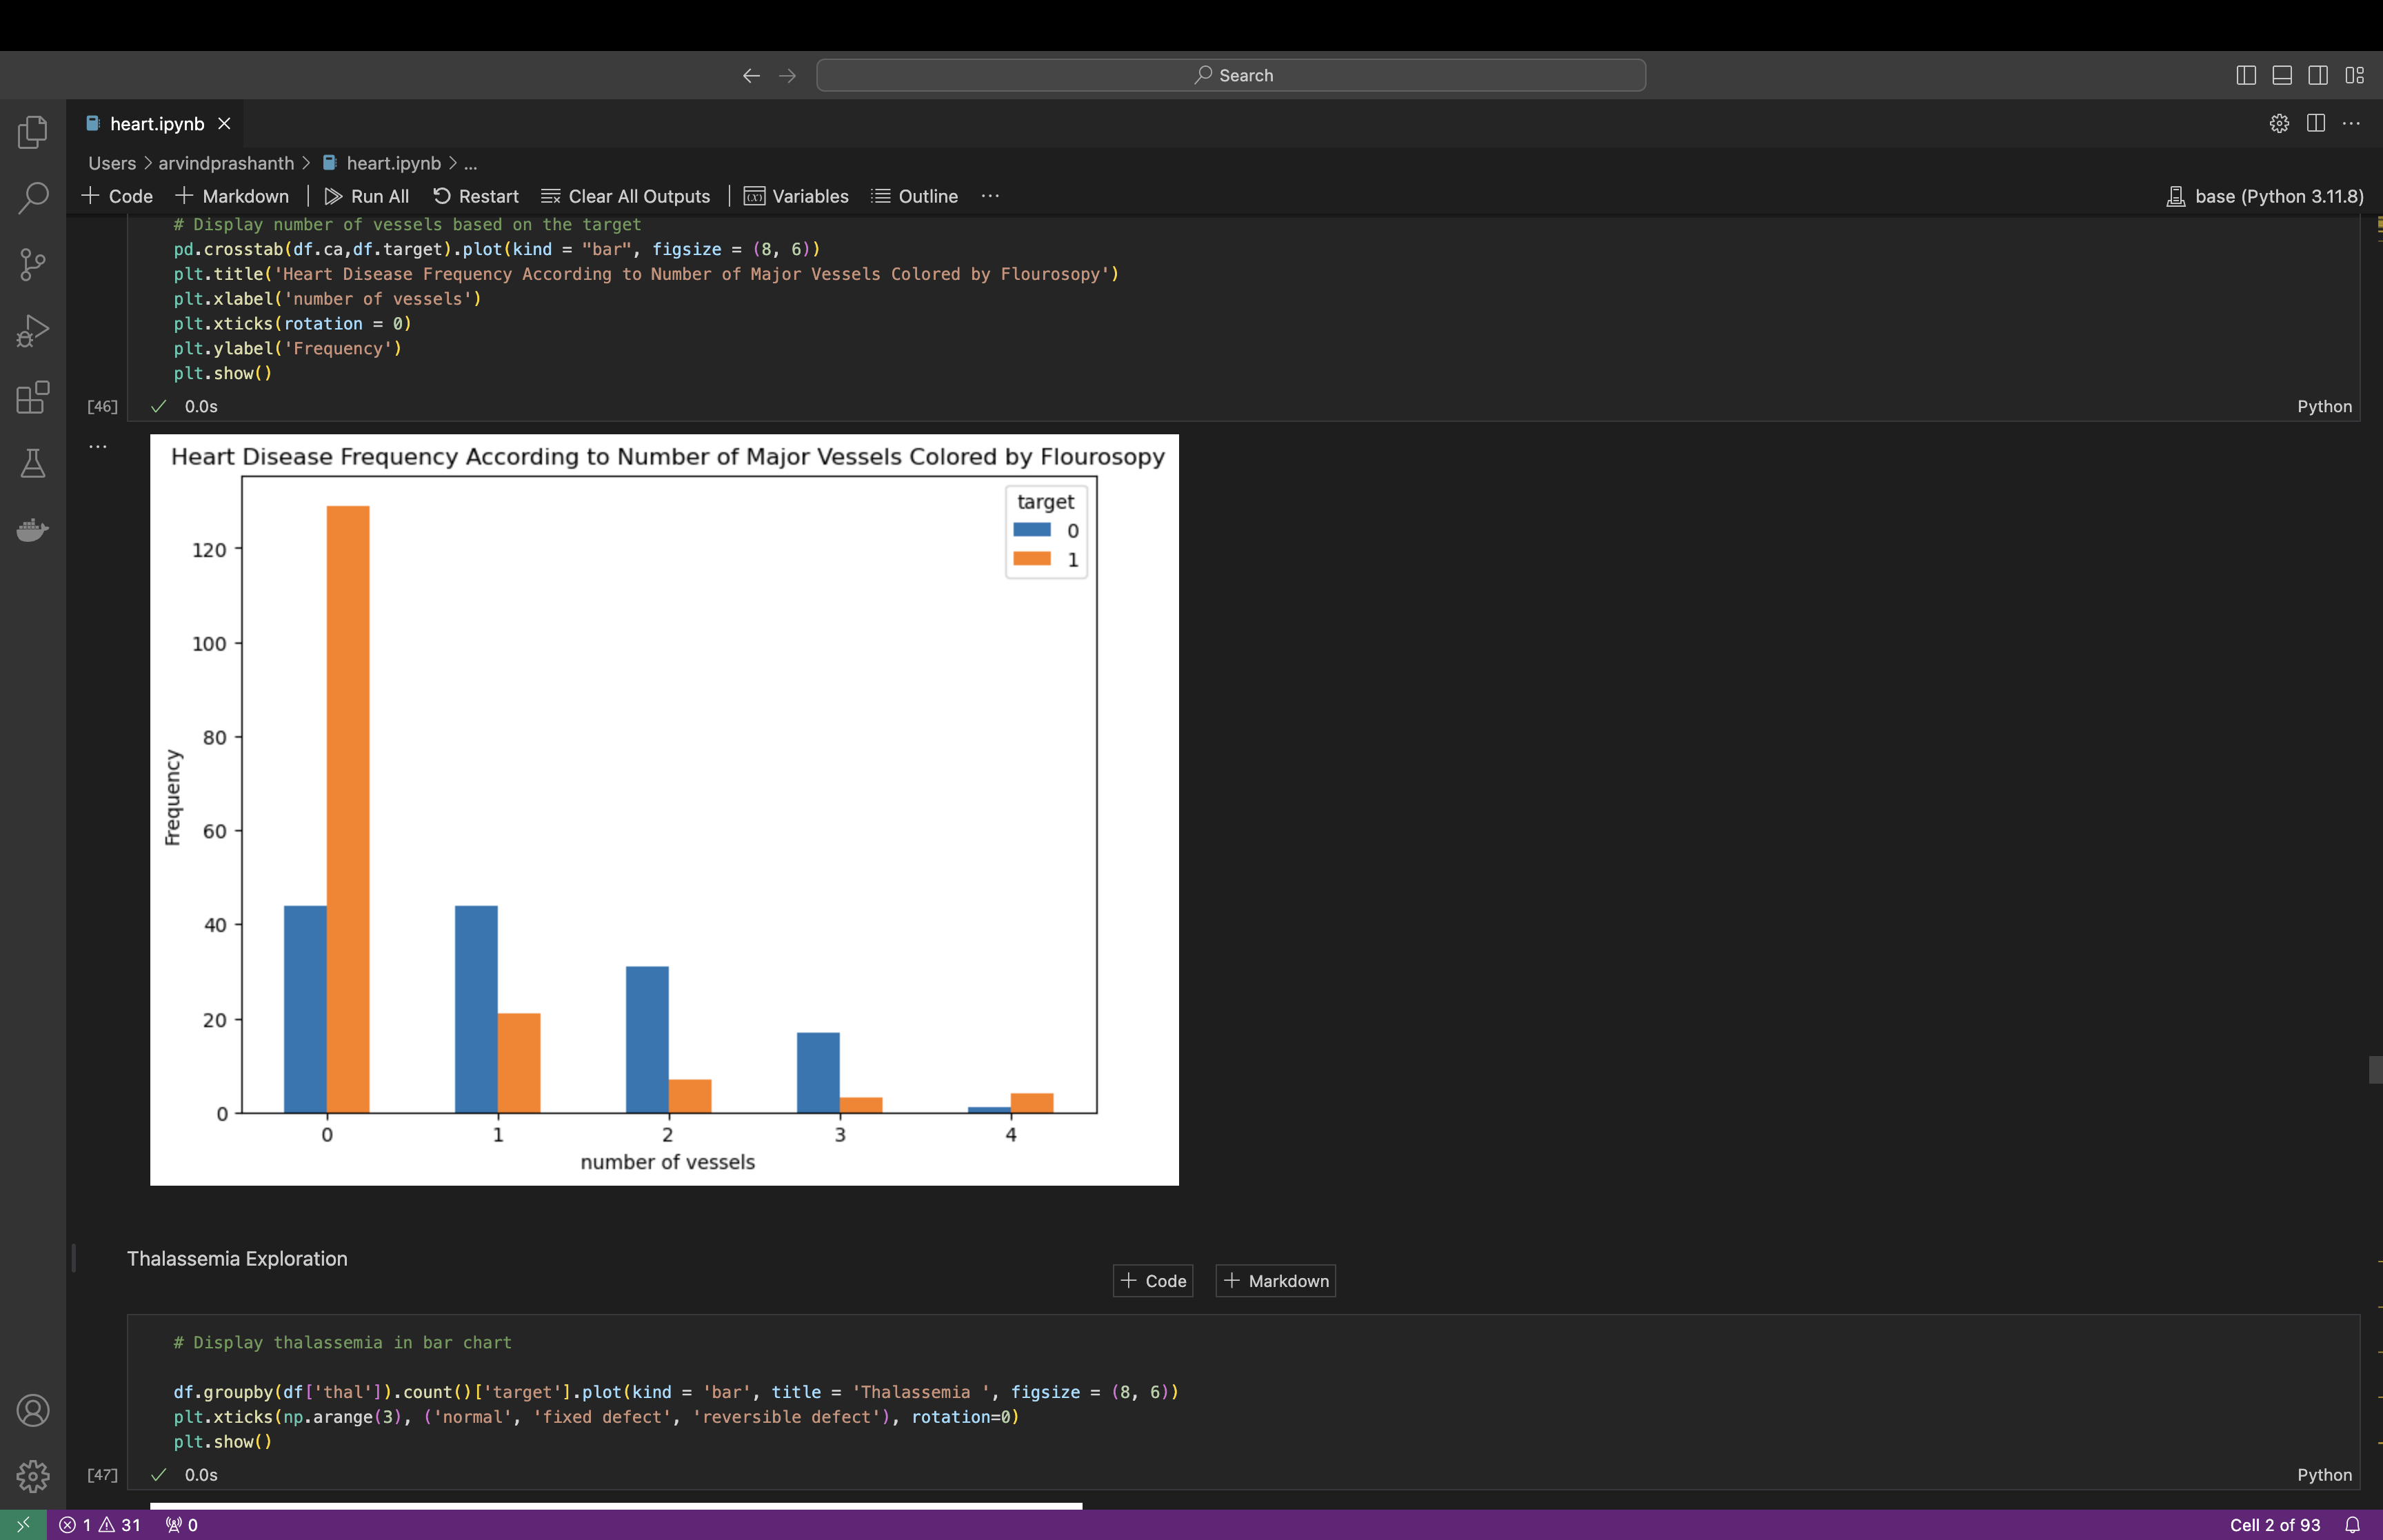 Search
heart.ipynb
Users > arvindprashanth > heart.ipynb > ...
+ Code + Markdown | Run All Restart Clear All Outputs | Variables Outline ... base (Python 3.11.8)
# Display number of vessels based on the target
pd.crosstab(df.ca,df.target).plot(kind = "bar", figsize = (8, 6))
plt.title('Heart Disease Frequency According to Number of Major Vessels Colored by Flourosopy')
plt.xlabel('number of vessels')
plt.xticks(rotation = 0)
plt.ylabel('Frequency')
plt.show()
[46] 0.0s Python
...
Heart Disease Frequency According to Number of Major Vessels Colored by Flourosopy
target
0
1
120
100
80
60
40
20
0
Frequency
0 1 2 3 4
number of vessels
Thalassemia Exploration
+ Code + Markdown
# Display thalassemia in bar chart
df.groupby(df['thal']).count()['target'].plot(kind = 'bar', title = 'Thalassemia ', figsize = (8, 6))
plt.xticks(np.arange(3), ('normal', 'fixed defect', 'reversible defect'), rotation=0)
plt.show()
[47] 0.0s Python
1 31 0 Cell 2 of 93